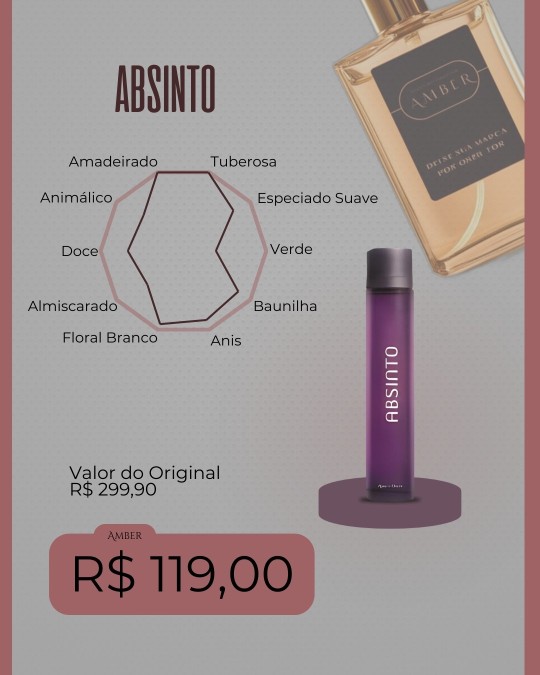 ABSINTO
AMBER
DEIXE SUA MARCA
POR ONDE FOR
Amadeirado
Tuberosa
Animálico
Especiado Suave
Doce
Verde
Almiscarado
Baunilha
Floral Branco
Anis
ABSINTO
Valor do Original
R$ 299,90
AMBER
R$ 119,00